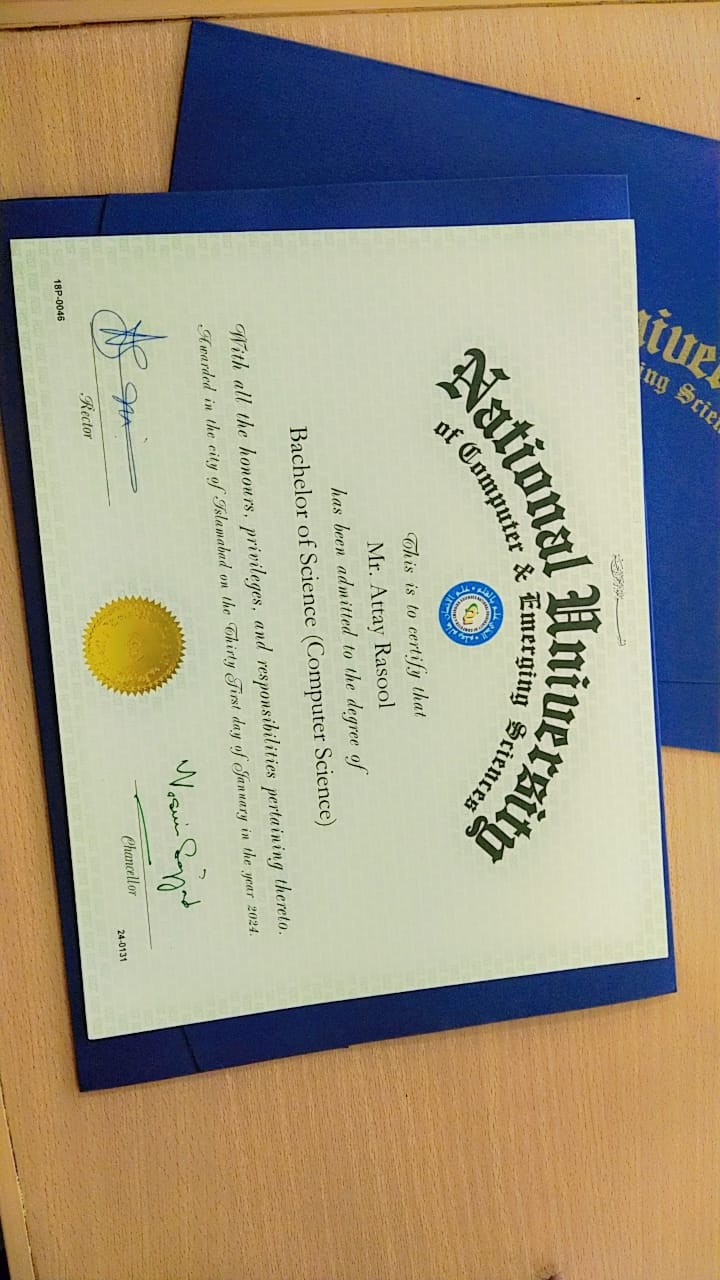 National University
of Computer & Emerging Sciences
This is to certify that
Mr. Attay Rasool
has been admitted to the degree of
Bachelor of Science (Computer Science)
With all the honours, privileges, and responsibilities pertaining thereto.
Awarded in the city of Islamabad on the Thirty First day of January in the year 2024.
Rector
Chancellor
18P-0046
24-0131